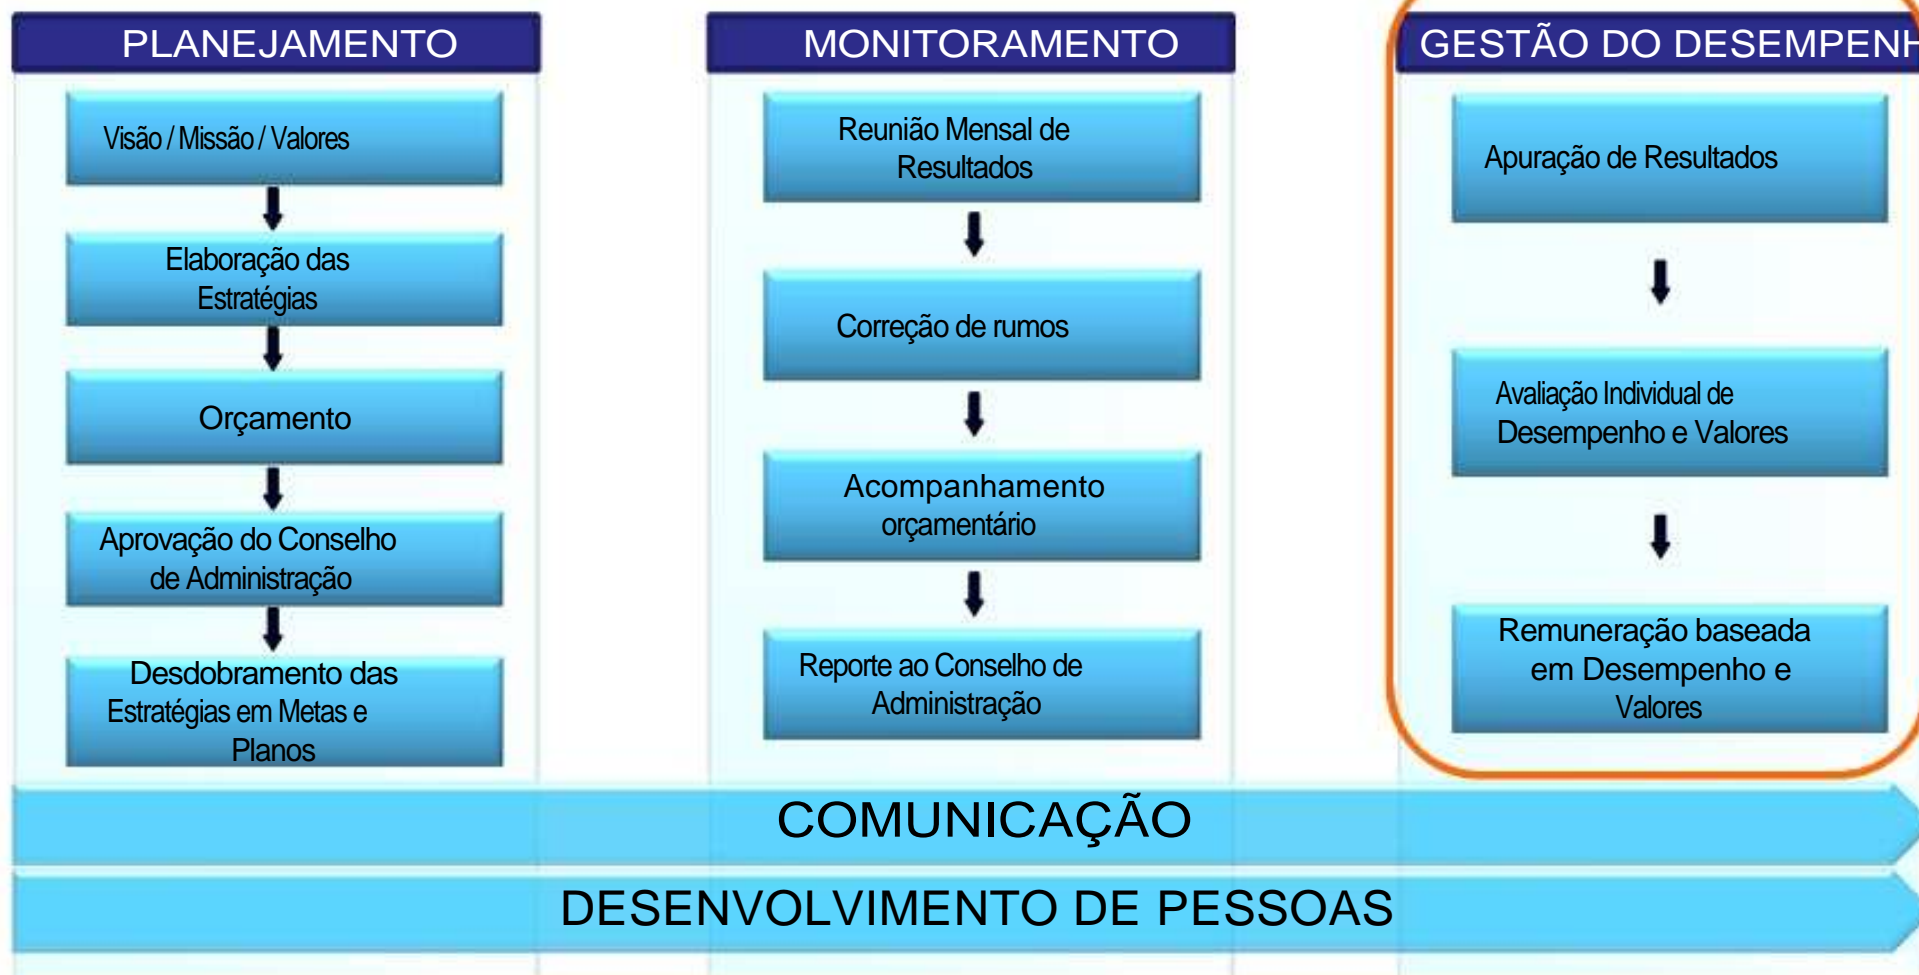 PLANEJAMENTO
Visão / Missão / Valores
Elaboração das
Estratégias
Orçamento
Aprovação do Conselho
de Administração
Desdobramento das
Estratégias em Metas e
Planos
MONITORAMENTO
Reunião Mensal de
Resultados
Correção de rumos
Acompanhamento
orçamentário
Reporte ao Conselho de
Administração
GESTÃO DO DESEMPENH
Apuração de Resultados
Avaliação Individual de
Desempenho e Valores
Remuneração baseada
em Desempenho e
Valores
COMUNICAÇÃO
DESENVOLVIMENTO DE PESSOAS